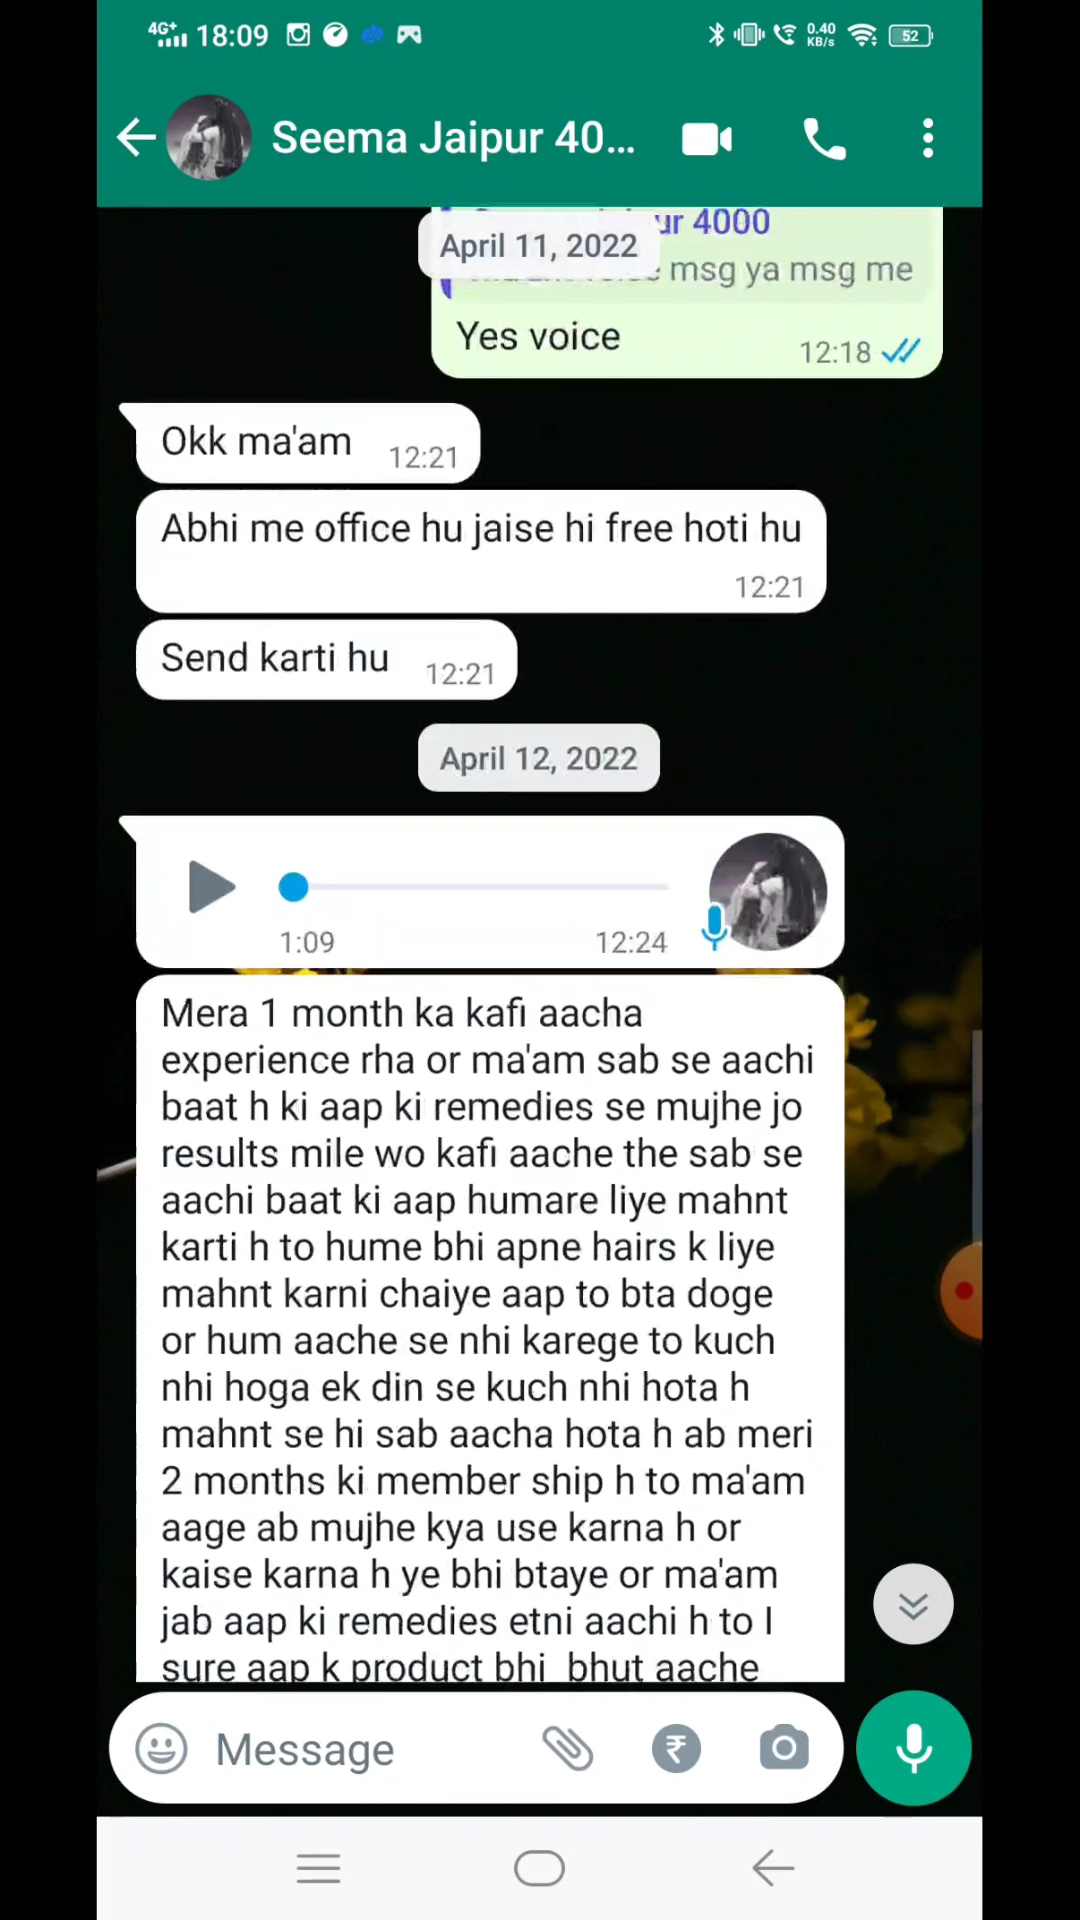 4G+ 18:09 0.40 KB/s 52
Seema Jaipur 40...
ur 4000
April 11, 2022
msg ya msg me
Yes voice
12:18
Okk ma'am
12:21
Abhi me office hu jaise hi free hoti hu
12:21
Send karti hu
12:21
April 12, 2022
1:09 12:24
Mera 1 month ka kafi aacha
experience rha or ma'am sab se aachi
baat h ki aap ki remedies se mujhe jo
results mile wo kafi aache the sab se
aachi baat ki aap humare liye mahnt
karti h to hume bhi apne hairs k liye
mahnt karni chaiye aap to bta doge
or hum aache se nhi karege to kuch
nhi hoga ek din se kuch nhi hota h
mahnt se hi sab aacha hota h ab meri
2 months ki member ship h to ma'am
aage ab mujhe kya use karna h or
kaise karna h ye bhi btaye or ma'am
jab aap ki remedies etni aachi h to I
sure aap k product bhi bhut aache
Message
₹